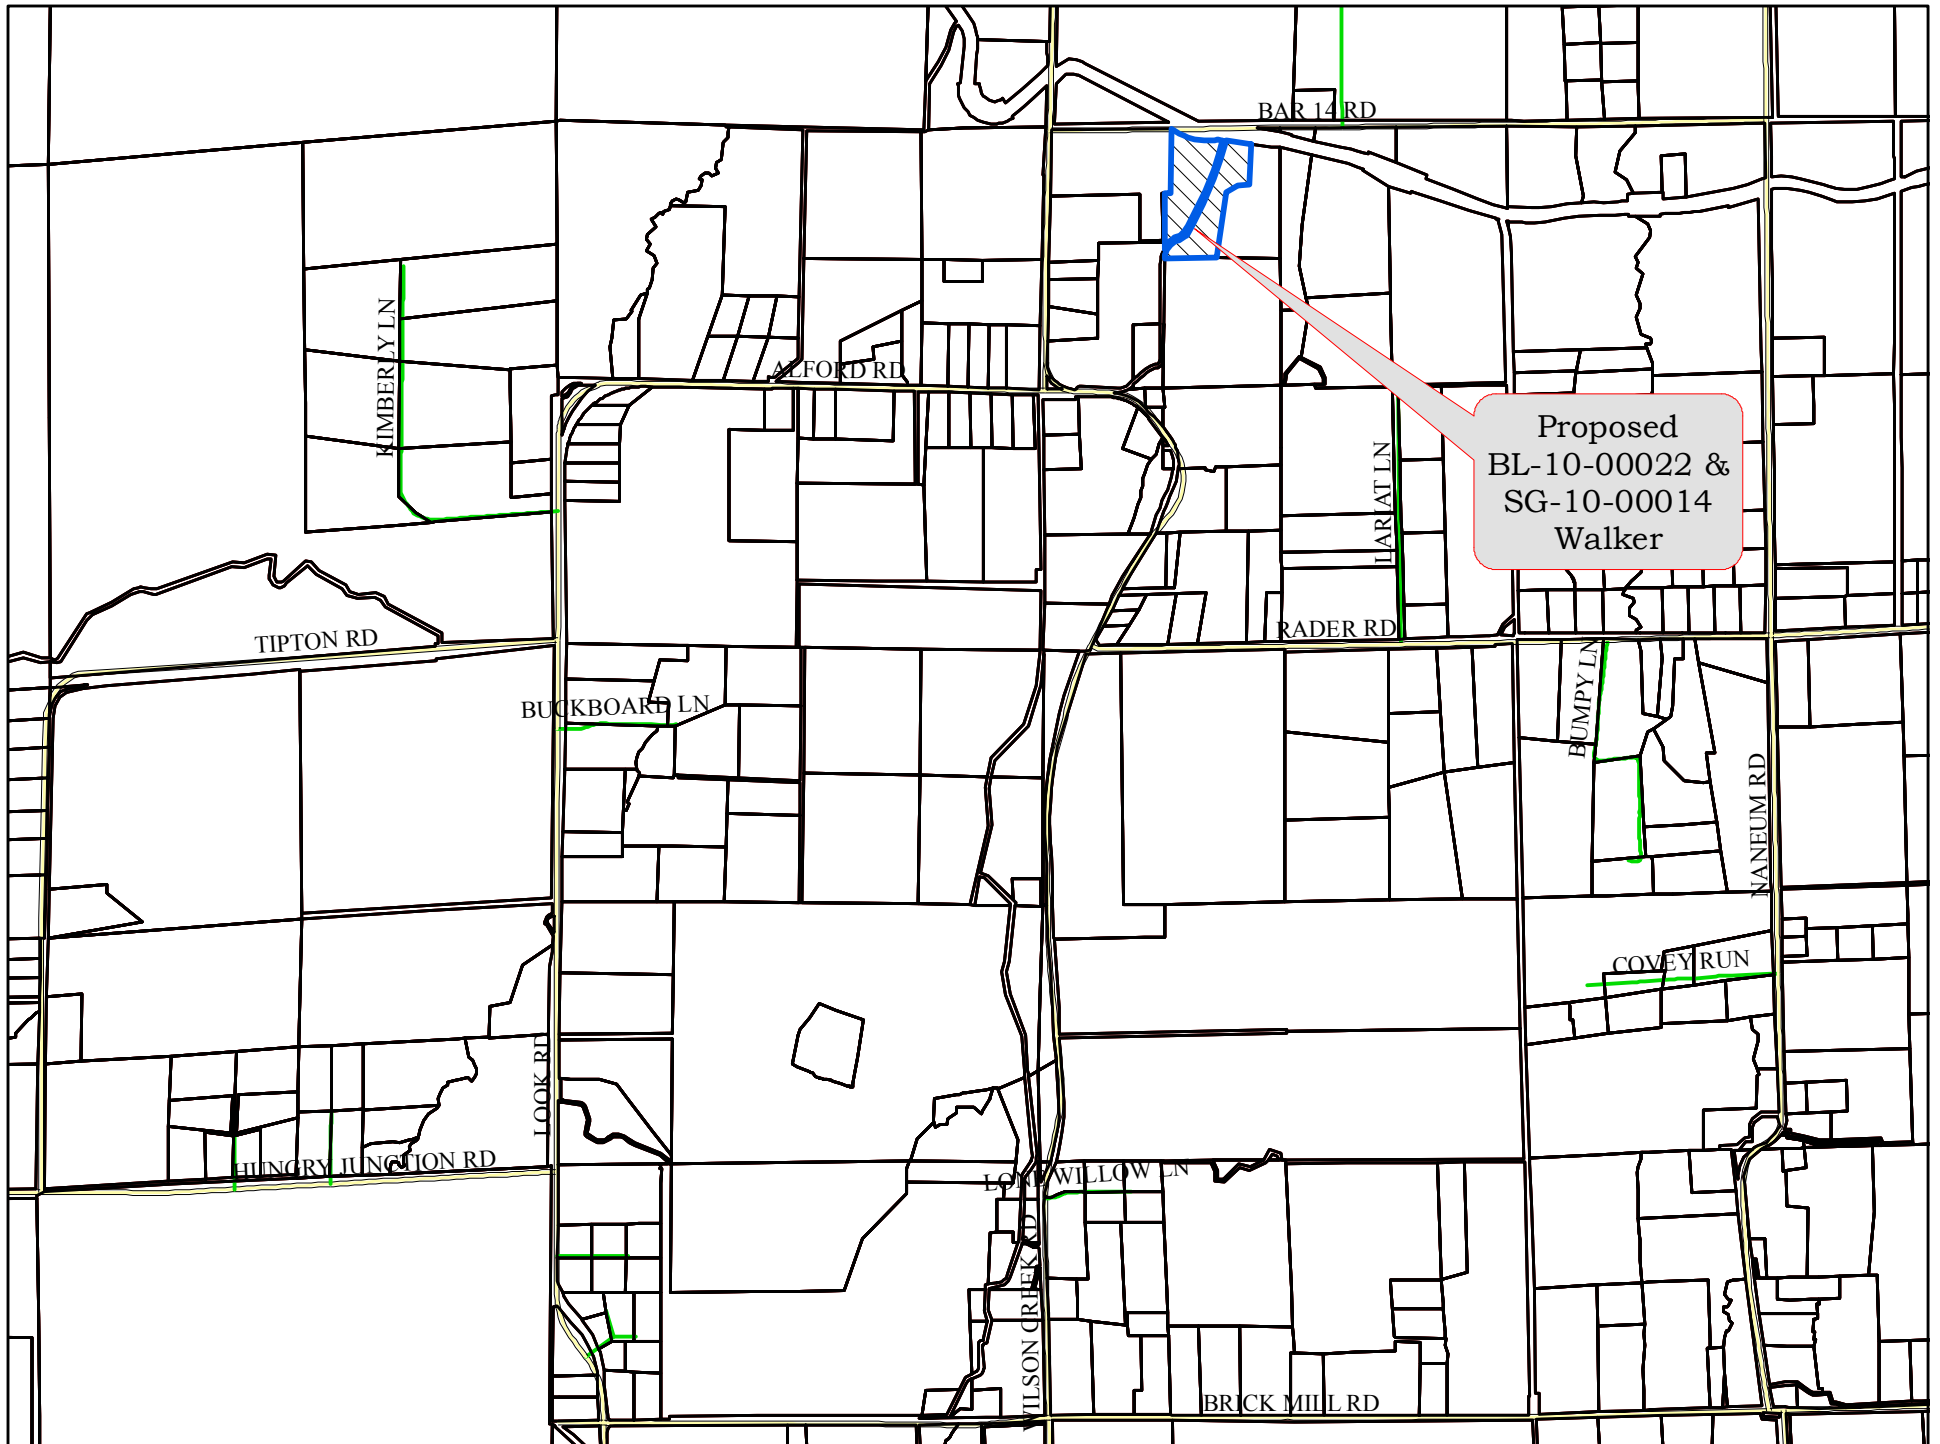 BAR 14 RD
KIMBERLY LN
ALFORD RD
Proposed
BL-10-00022 &
SG-10-00014
Walker
LARIAT LN
TIPTON RD
RADER RD
BUCKBOARD LN
BUMPY LN
NANEUM RD
COVEY RUN
LOOK RD
HUNGRY JUNCTION RD
LONE WILLOW LN
WILSON CREEK RD
BRICK MILL RD